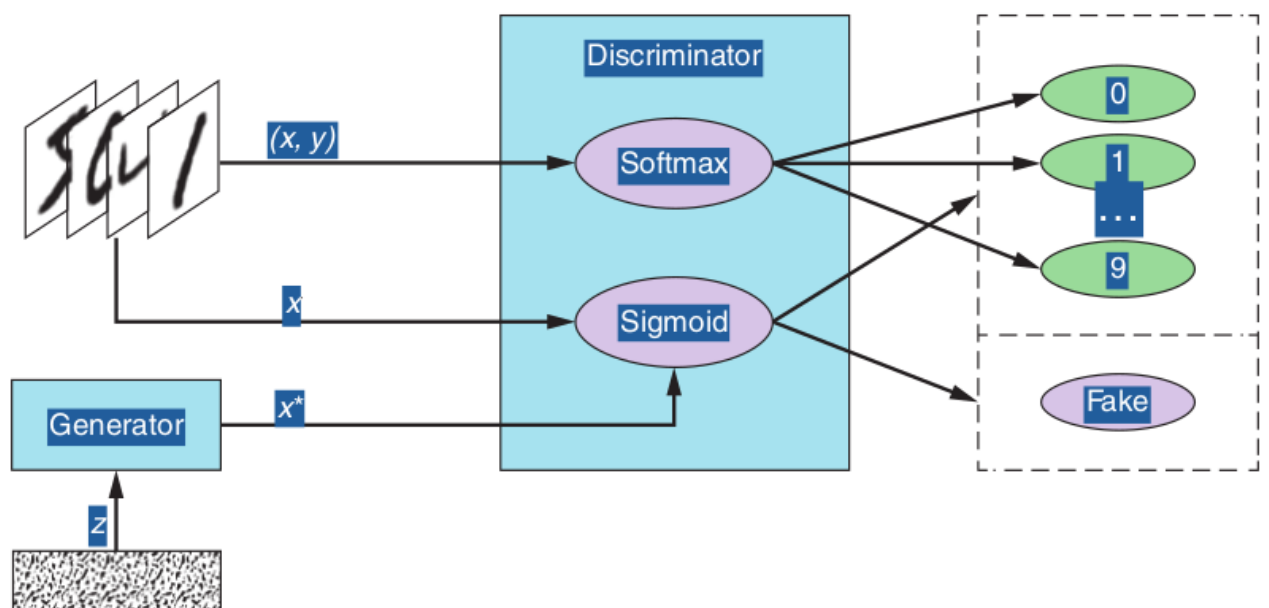 Discriminator
0
(x, y)
Softmax
1
...
9
x
Sigmoid
x*
Generator
Fake
z